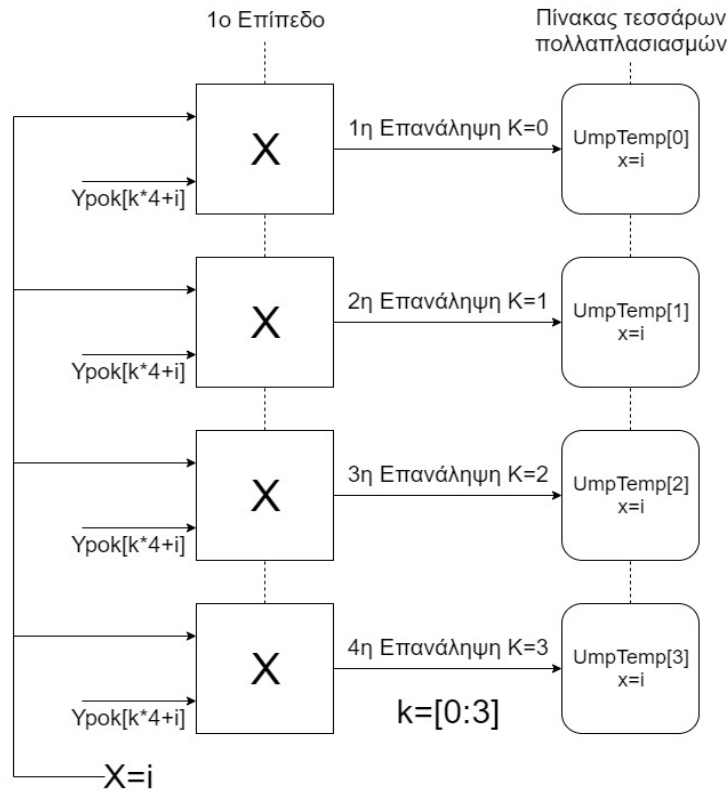 1ο Επίπεδο
Πίνακας τεσσάρων
πολλαπλασιασμών
X
1η Επανάληψη K=0
UmpTemp[0]
x=i
Ypok[k*4+i]
X
2η Επανάληψη K=1
UmpTemp[1]
x=i
Ypok[k*4+i]
X
3η Επανάληψη K=2
UmpTemp[2]
x=i
Ypok[k*4+i]
X
4η Επανάληψη K=3
UmpTemp[3]
x=i
Ypok[k*4+i]
k=[0:3]
X=i